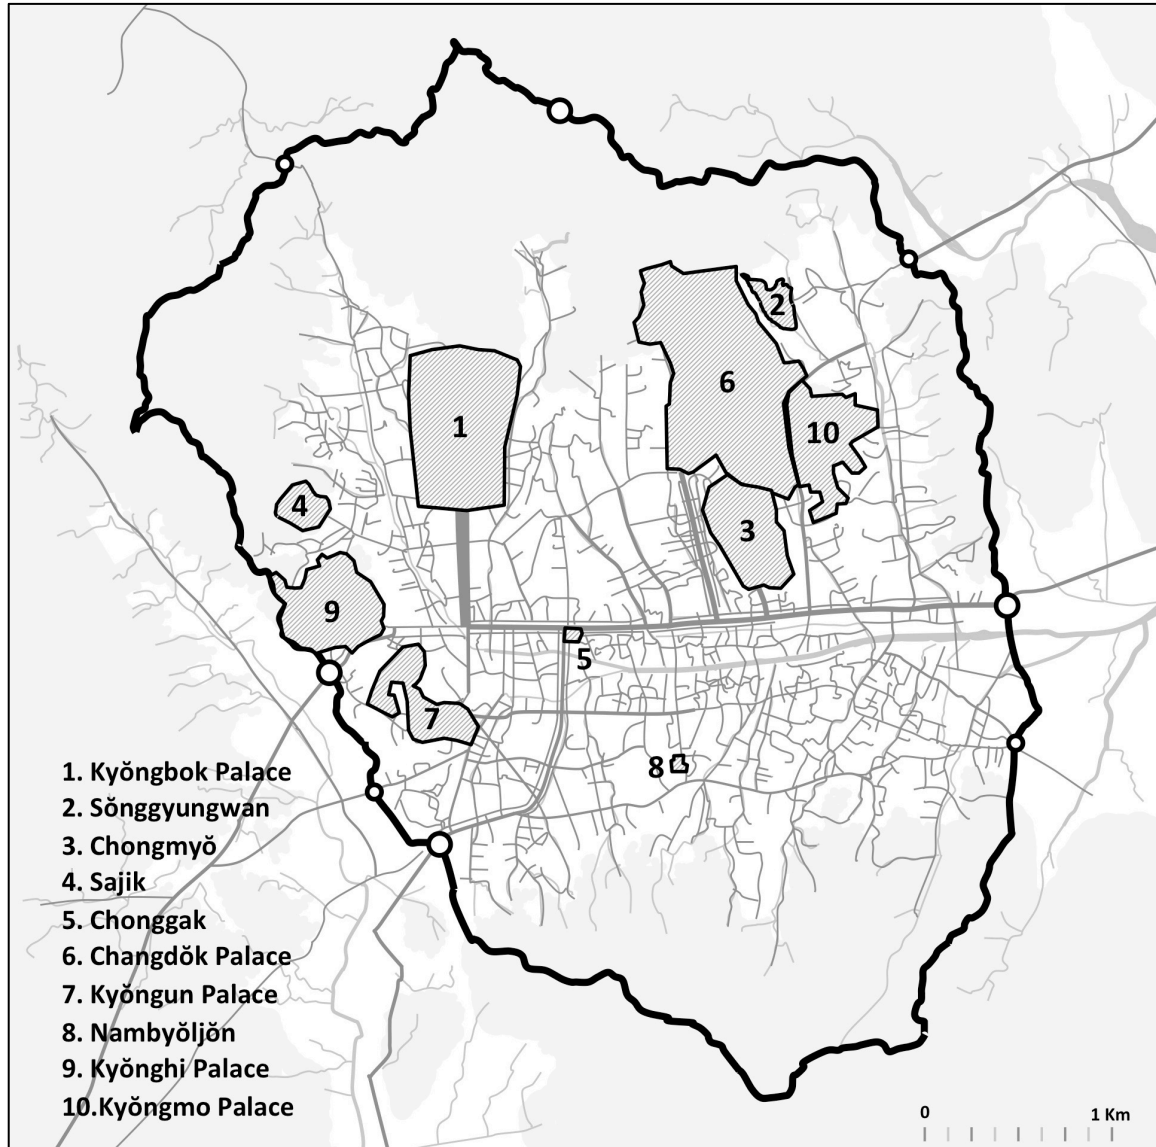 2
6
1
10
4
3
9
5
7
8
1. Kyŏngbok Palace
2. Sŏnggyungwan
3. Chongmyŏ
4. Sajik
5. Chonggak
6. Changdŏk Palace
7. Kyŏngun Palace
8. Nambyŏljŏn
9. Kyŏnghi Palace
10.Kyŏngmo Palace
0 1 Km